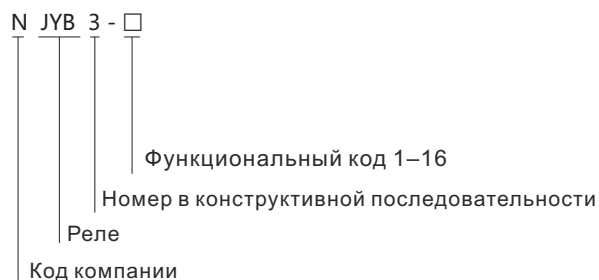 N JYB 3 - □
Функциональный код 1–16
Номер в конструктивной последовательности
Реле
Код компании